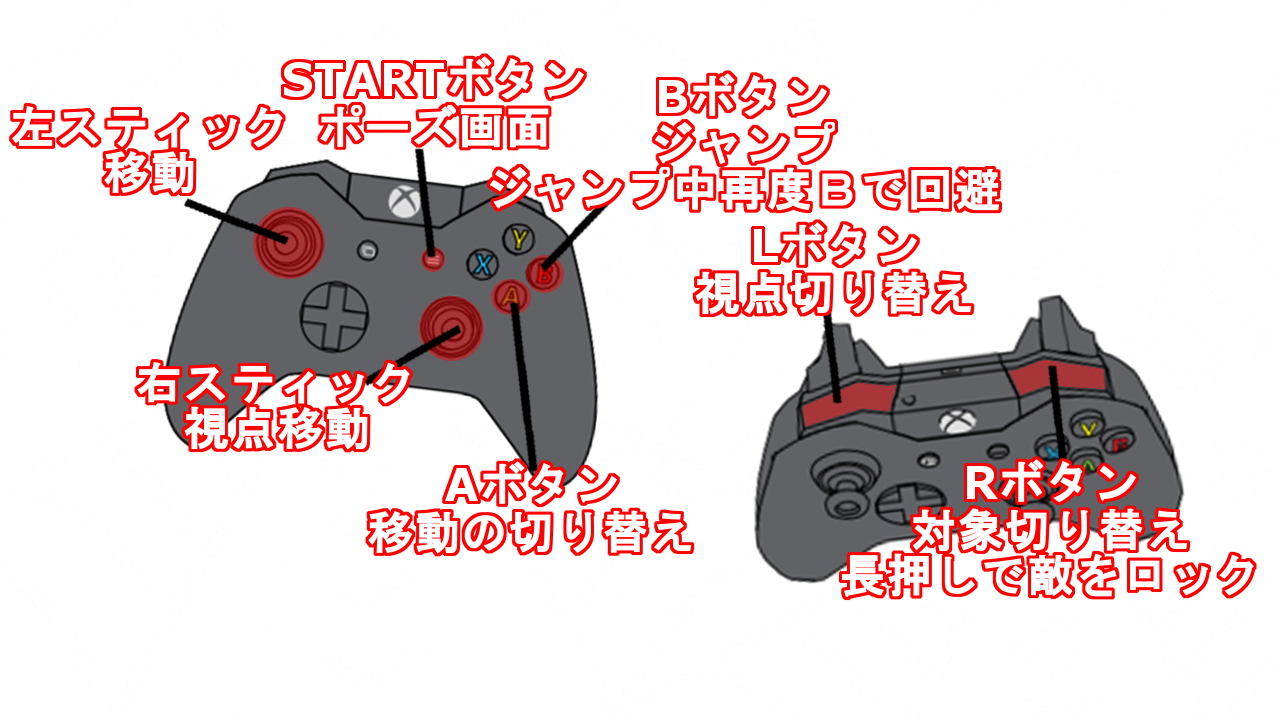 STARTボタン
ポーズ画面
左スティック
移動
Bボタン
ジャンプ
ジャンプ中再度Bで回避
Y
X
B
A
右スティック
視点移動
Aボタン
移動の切り替え
Lボタン
視点切り替え
Y
B
X
A
Rボタン
対象切り替え
長押しで敵をロック